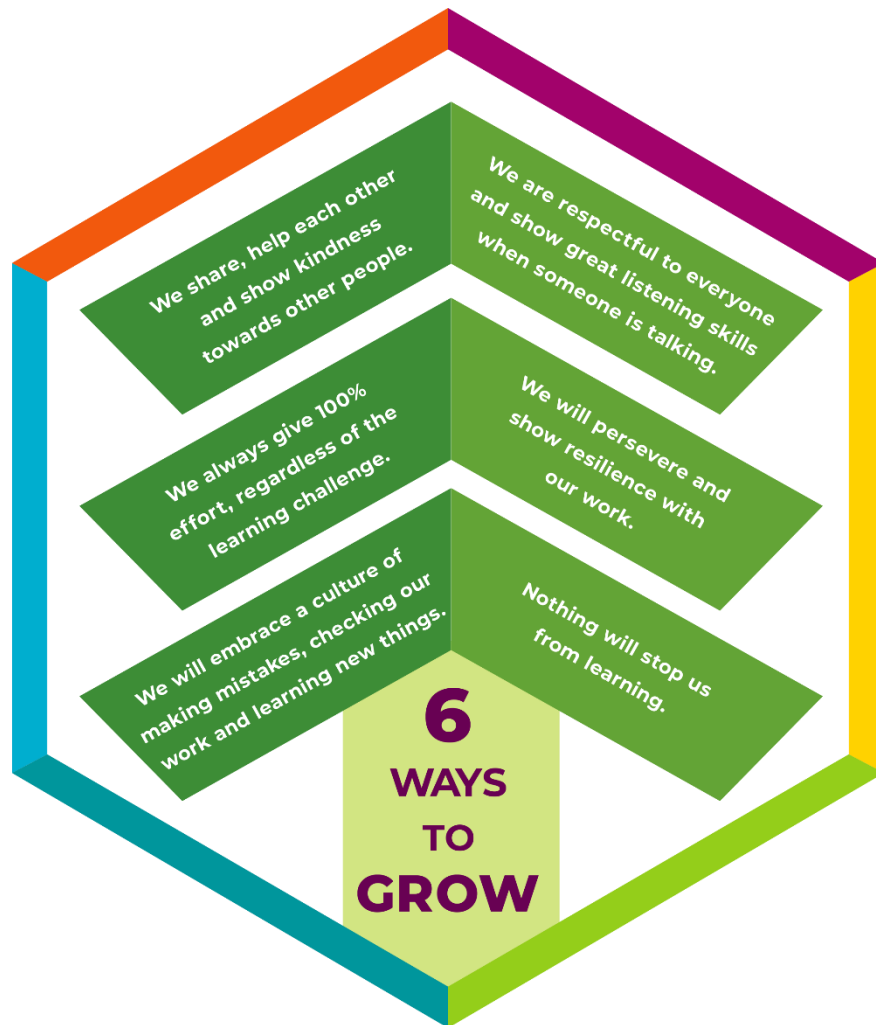 We share, help each other
and show kindness
towards other people.
We are respectful to everyone
and show great listening skills
when someone is talking.
We always give 100%
effort, regardless of the
learning challenge.
We will persevere and
show resilience with
our work.
We will embrace a culture of
making mistakes, checking our
work and learning new things.
Nothing will stop us
from learning.
6
WAYS
TO
GROW